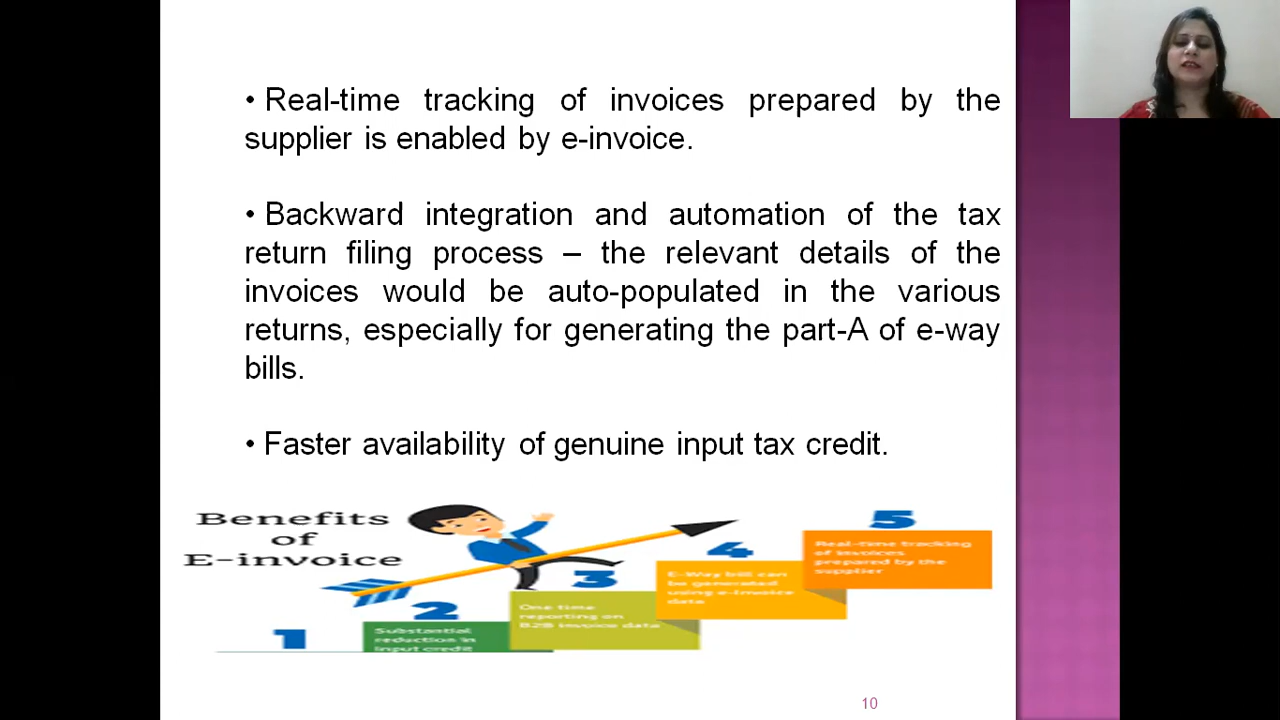 • Real-time tracking of invoices prepared by the
supplier is enabled by e-invoice.
• Backward integration and automation of the tax
return filing process – the relevant details of the
invoices would be auto-populated in the various
returns, especially for generating the part-A of e-way
bills.
• Faster availability of genuine input tax credit.
Benefits
of
E-invoice
1
2
Substantial
reduction in
input credit
3
One time
reporting on
B2B invoice data
4
E-Way bill can
be generated
using e-invoice
data
5
Real-time tracking
of invoices
prepared by the
supplier
10